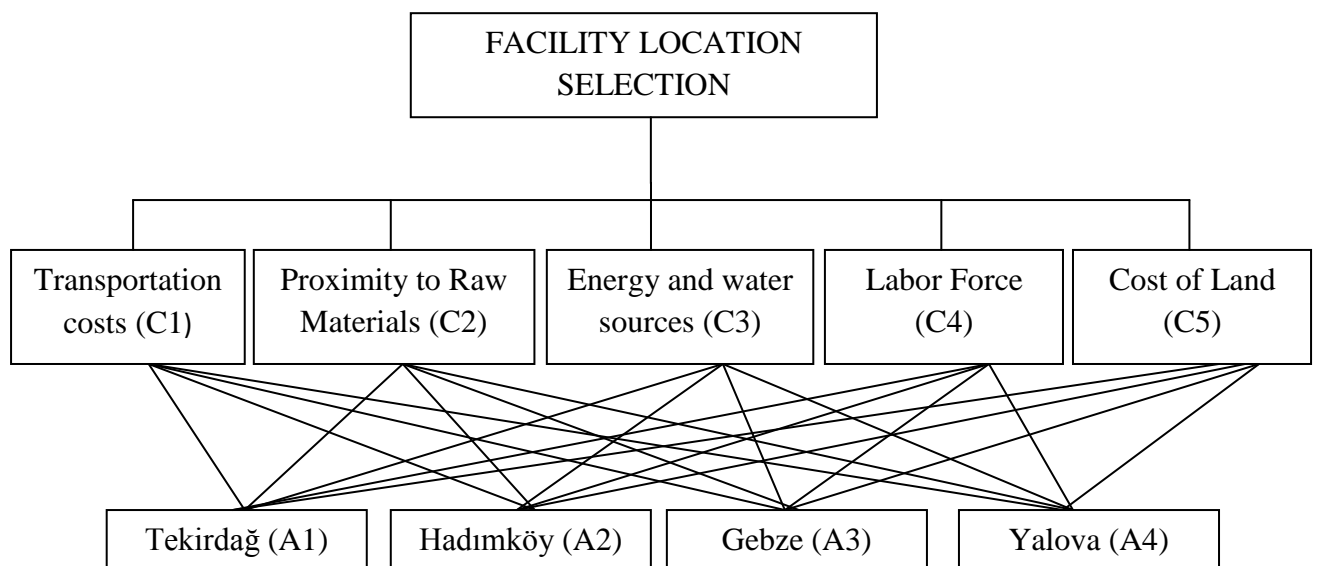 FACILITY LOCATION
SELECTION
Transportation
costs (C1)
Proximity to Raw
Materials (C2)
Energy and water
sources (C3)
Labor Force
(C4)
Cost of Land
(C5)
Tekirdağ (A1)
Hadımköy (A2)
Gebze (A3)
Yalova (A4)